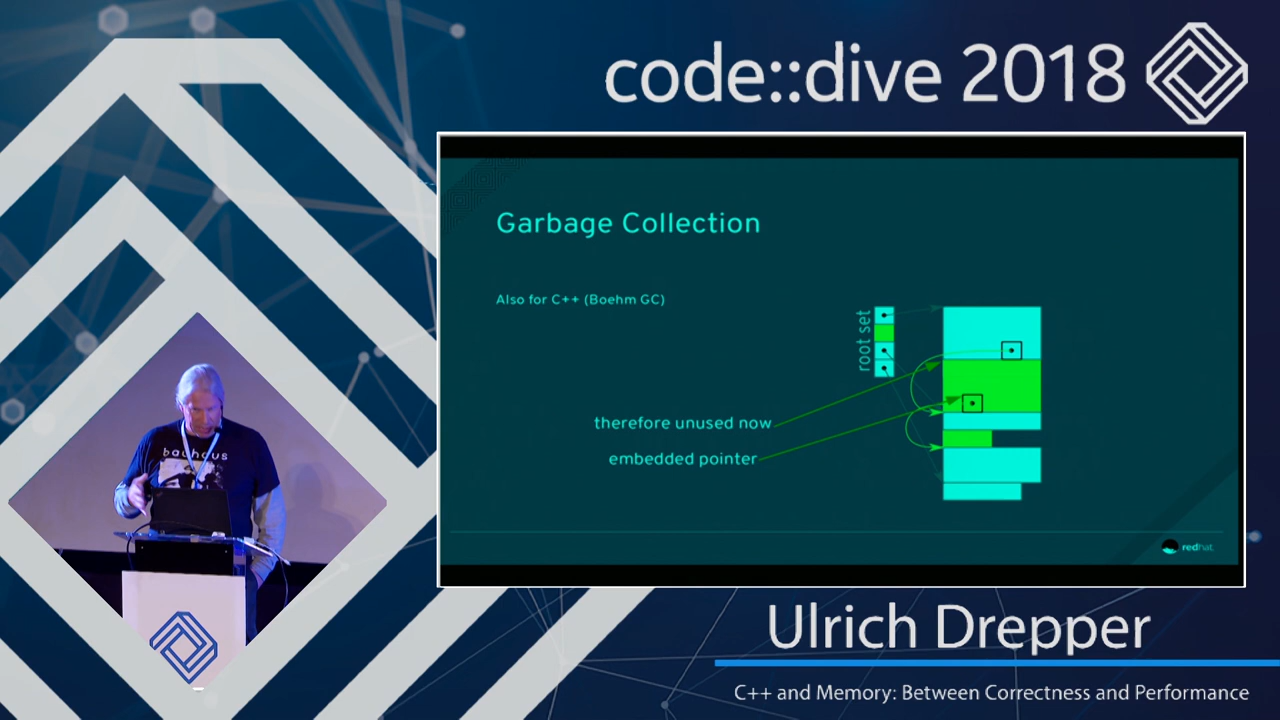 code::dive 2018
Garbage Collection
Also for C++ (Boehm GC)
root set
therefore unused now
embedded pointer
redhat.
bauhaus
Ulrich Drepper
C++ and Memory: Between Correctness and Performance